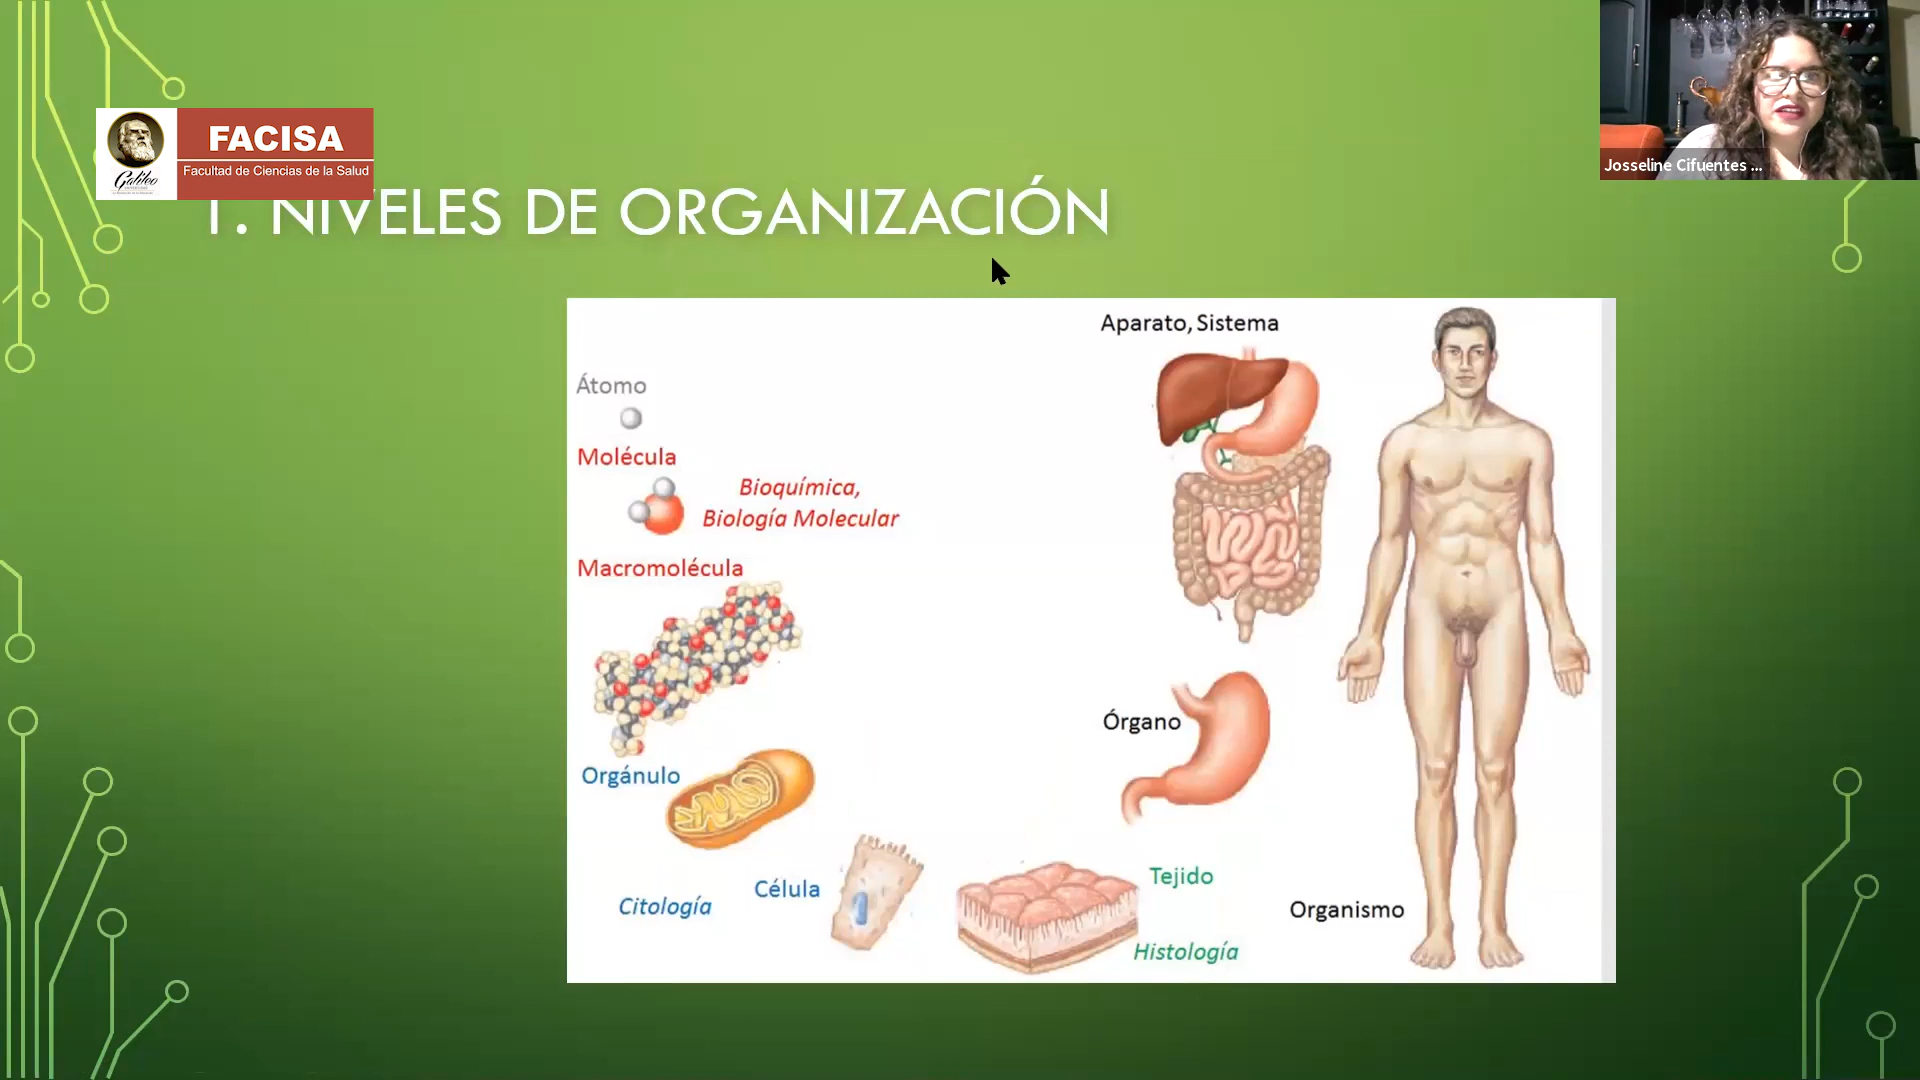 FACISA
Facultad de Ciencias de la Salud
Galileo
Josseline Cifuentes ...
1. NIVELES DE ORGANIZACIÓN
Aparato, Sistema
Átomo
Molécula
Bioquímica,
Biología Molecular
Macromolécula
Órgano
Orgánulo
Célula
Citología
Tejido
Histología
Organismo